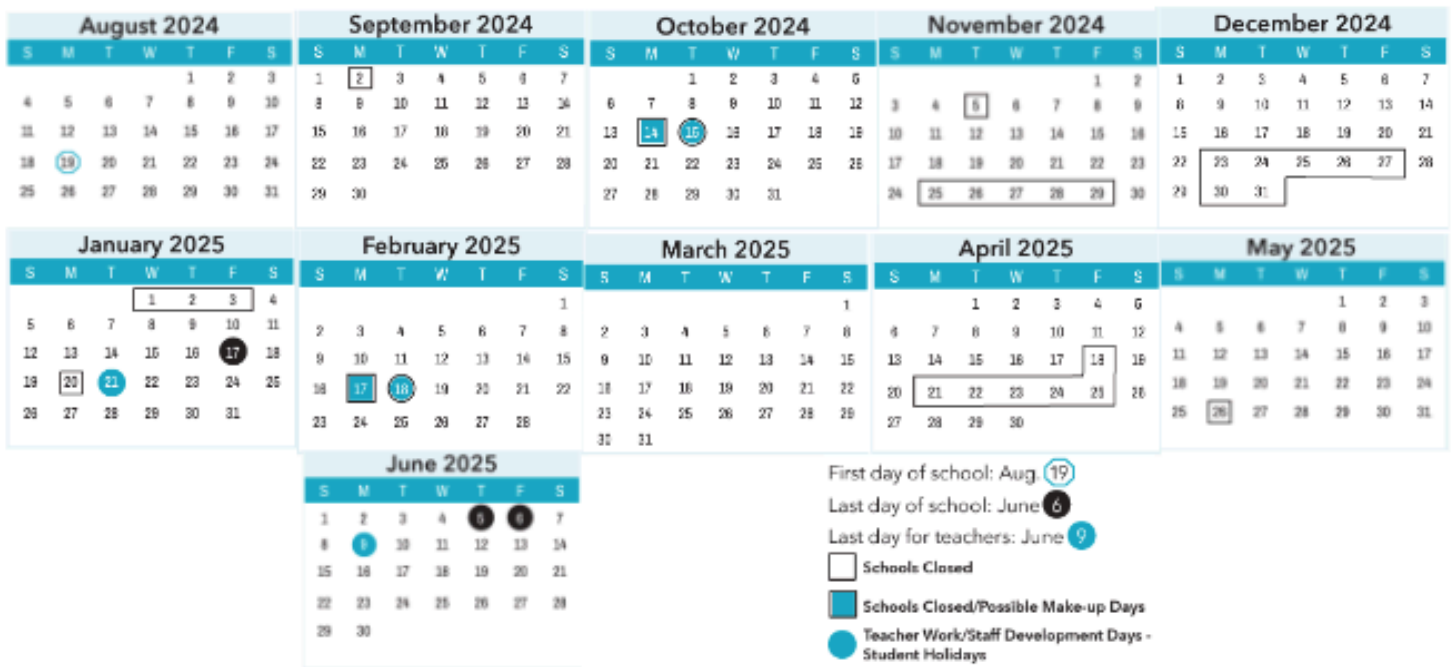 August 2024
S M T W T F S
1 2 3
4 5 6 7 8 9 10
11 12 13 14 15 16 17
18 19 20 21 22 23 24
25 26 27 28 29 30 31
September 2024
S M T W T F S
1 2 3 4 5 6 7
8 9 10 11 12 13 14
15 16 17 18 19 20 21
22 23 24 25 26 27 28
29 30
October 2024
S M T W T F S
1 2 3 4 5
6 7 8 9 10 11 12
13 14 15 16 17 18 19
20 21 22 23 24 25 26
27 28 29 30 31
November 2024
S M T W T F S
1 2
3 4 5 6 7 8 9
10 11 12 13 14 15 16
17 18 19 20 21 22 23
24 25 26 27 28 29 30
December 2024
S M T W T F S
1 2 3 4 5 6 7
8 9 10 11 12 13 14
15 16 17 18 19 20 21
22 23 24 25 26 27 28
29 30 31
January 2025
S M T W T F S
1 2 3 4
5 6 7 8 9 10 11
12 13 14 15 16 17 18
19 20 21 22 23 24 25
26 27 28 29 30 31
February 2025
S M T W T F S
1
2 3 4 5 6 7 8
9 10 11 12 13 14 15
16 17 18 19 20 21 22
23 24 25 26 27 28
March 2025
S M T W T F S
1
2 3 4 5 6 7 8
9 10 11 12 13 14 15
16 17 18 19 20 21 22
23 24 25 26 27 28 29
30 31
April 2025
S M T W T F S
1 2 3 4 5
6 7 8 9 10 11 12
13 14 15 16 17 18 19
20 21 22 23 24 25 26
27 28 29 30
May 2025
S M T W T F S
1 2 3
4 5 6 7 8 9 10
11 12 13 14 15 16 17
18 19 20 21 22 23 24
25 26 27 28 29 30 31
June 2025
S M T W T F S
1 2 3 4 5 6 7
8 9 10 11 12 13 14
15 16 17 18 19 20 21
22 23 24 25 26 27 28
29 30
First day of school: Aug. 19
Last day of school: June 6
Last day for teachers: June 9
Schools Closed
Schools Closed/Possible Make-up Days
Teacher Work/Staff Development Days -
Student Holidays